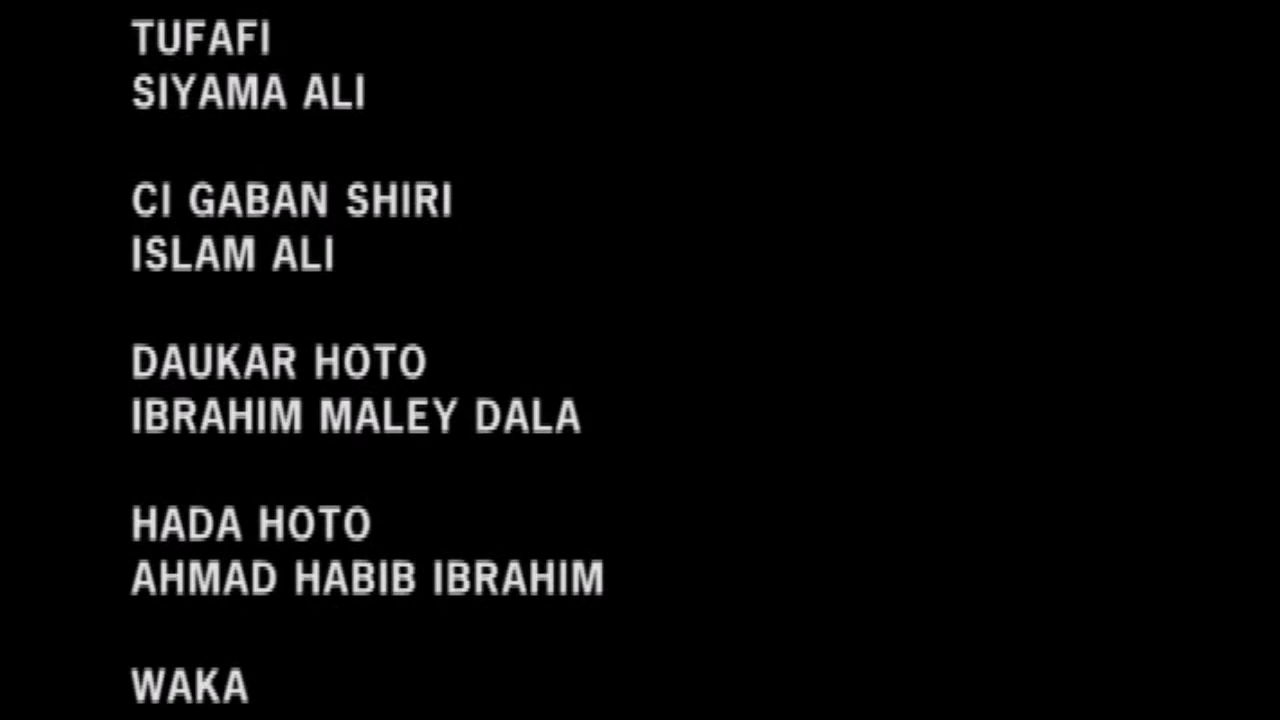 TUFAFI
SIYAMA ALI
CI GABAN SHIRI
ISLAM ALI
DAUKAR HOTO
IBRAHIM MALEY DALA
HADA HOTO
AHMAD HABIB IBRAHIM
WAKA